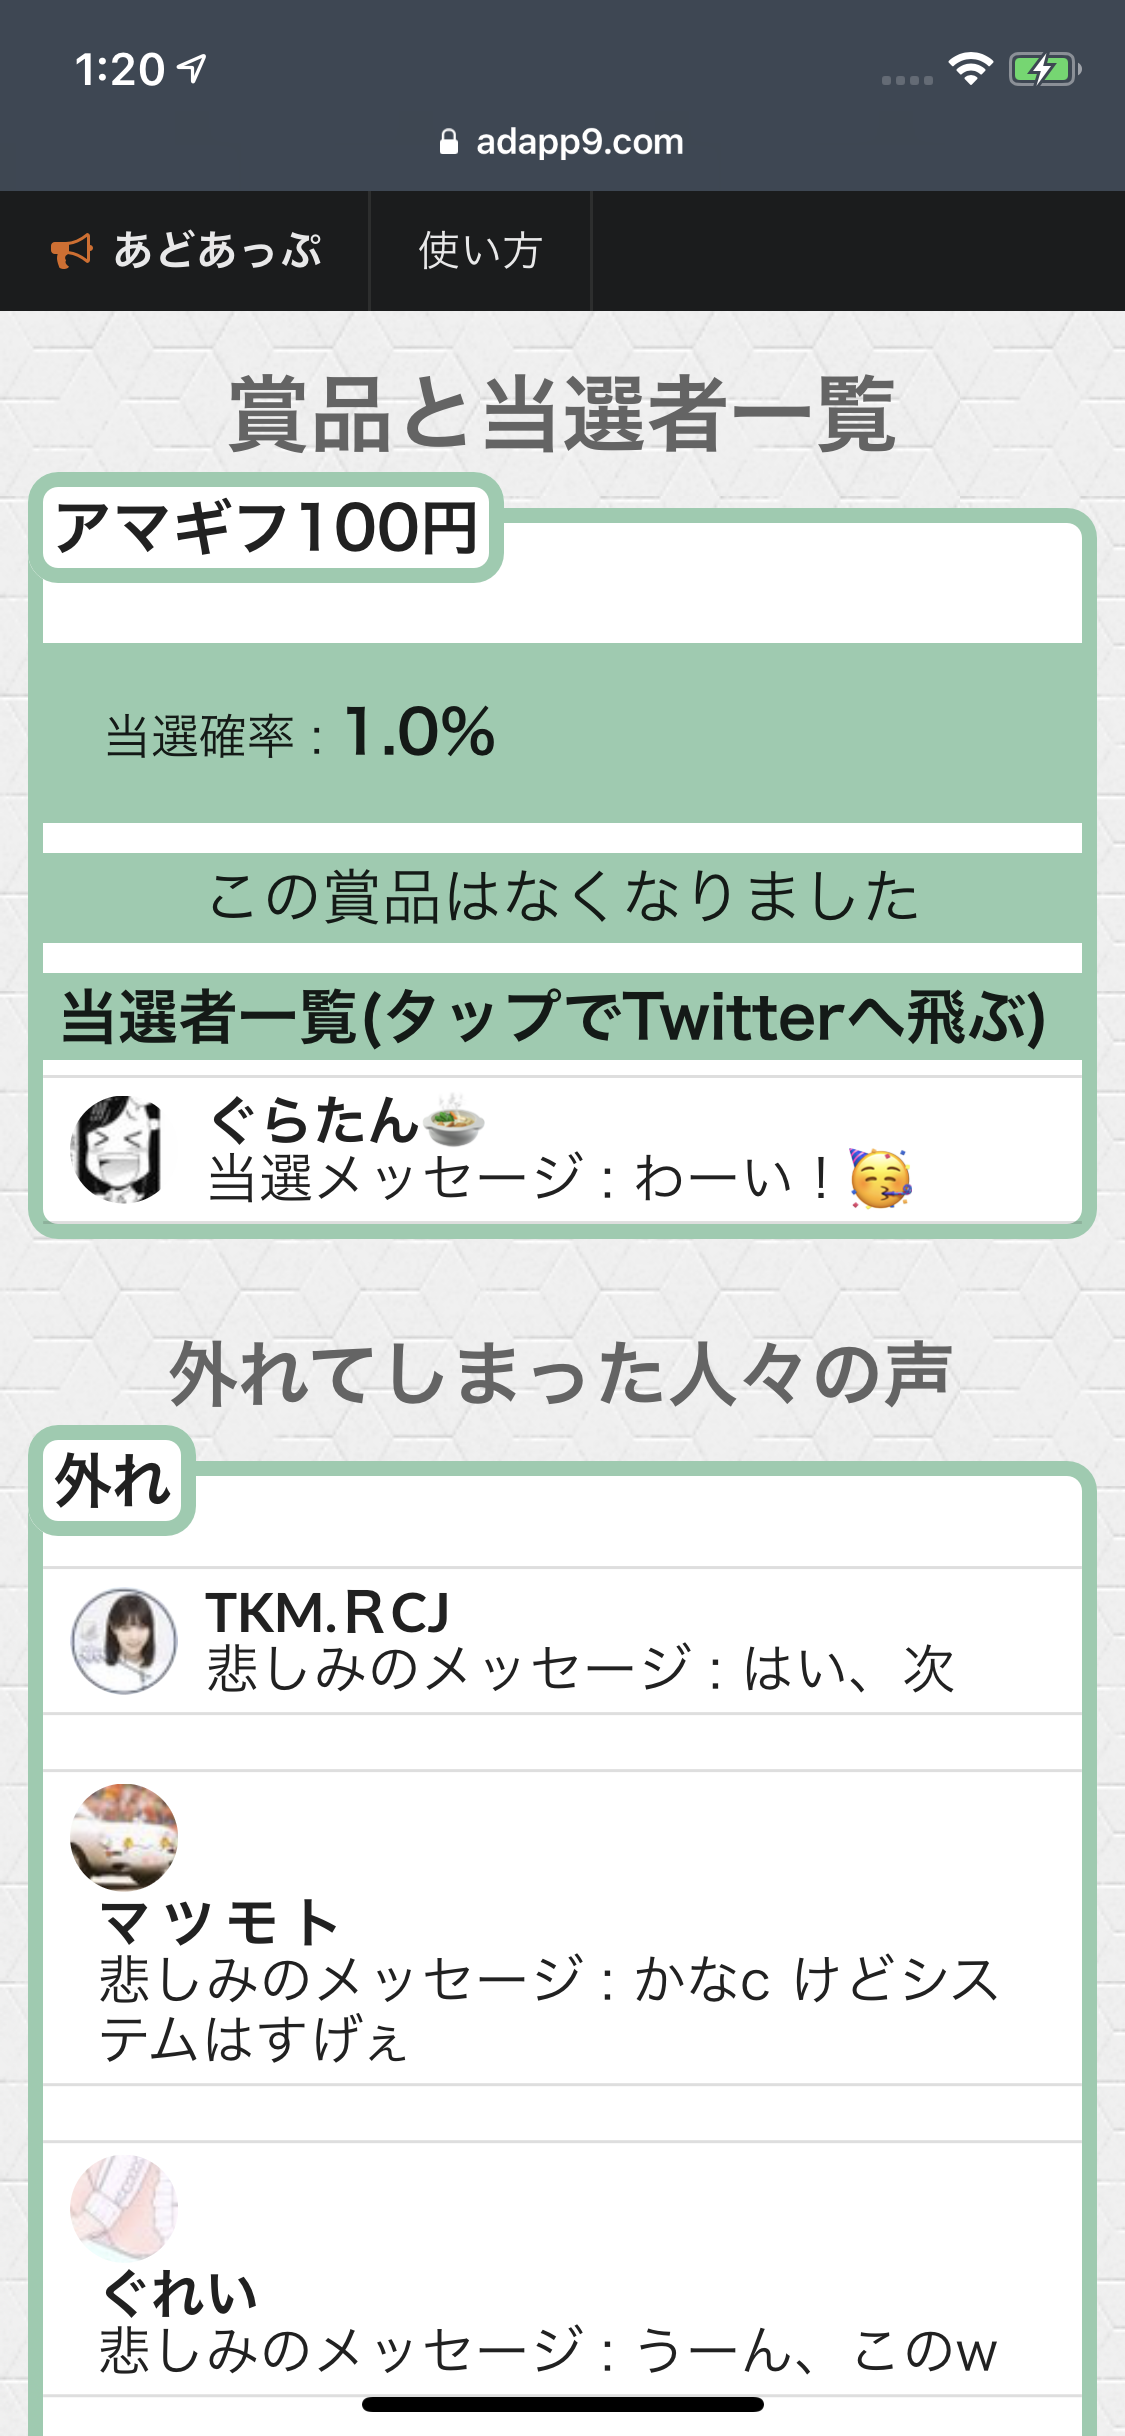 1:20
adapp9.com
あどあっぷ
使い方
賞品と当選者一覧
アマギフ100円
当選確率 : 1.0%
この賞品はなくなりました
当選者一覧(タップでTwitterへ飛ぶ)
ぐらたん🍲
当選メッセージ : わーい！🥳
外れてしまった人々の声
外れ
TKM.ＲCJ
悲しみのメッセージ : はい、次
マツモト
悲しみのメッセージ : かなc けどシス
テムはすげぇ
ぐれい
悲しみのメッセージ : うーん、このw